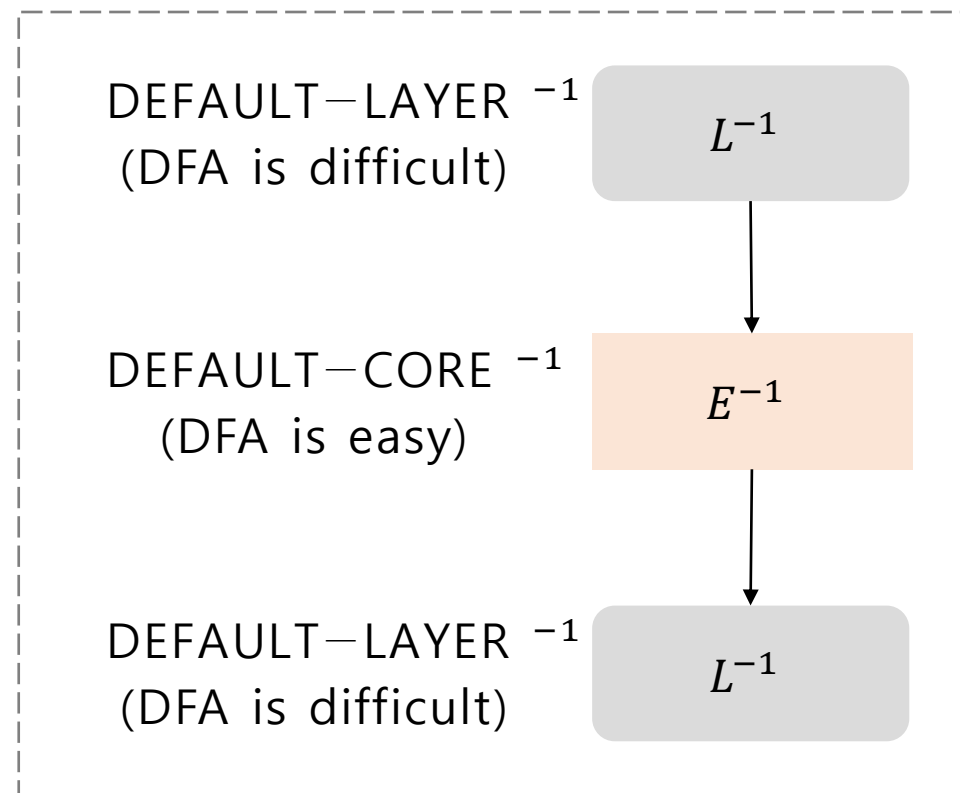 DEFAULT−LAYER ⁻¹
(DFA is difficult)
L⁻¹
DEFAULT−CORE ⁻¹
(DFA is easy)
E⁻¹
DEFAULT−LAYER ⁻¹
(DFA is difficult)
L⁻¹